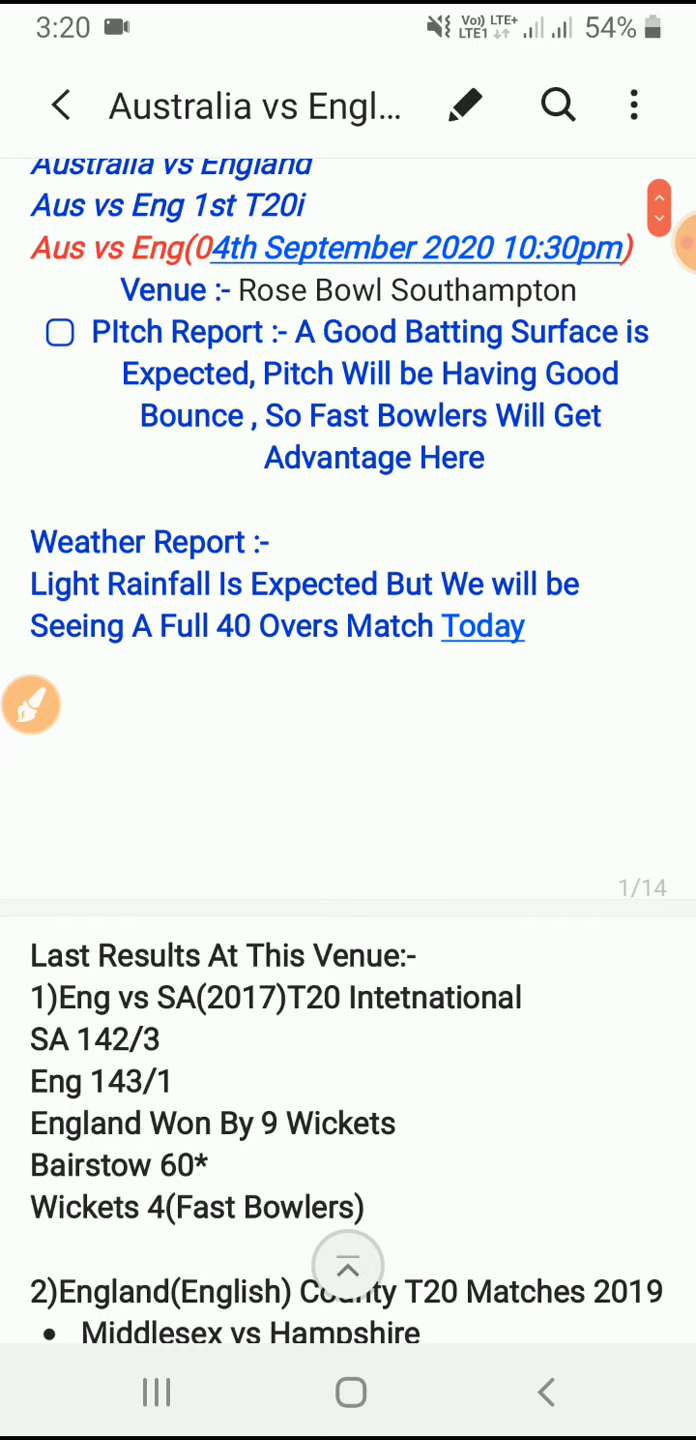 3:20 Vo)) LTE+ LTE1 54%
Australia vs Engl...
Australia vs England
Aus vs Eng 1st T20i
Aus vs Eng(04th September 2020 10:30pm)
Venue :- Rose Bowl Southampton
PItch Report :- A Good Batting Surface is
Expected, Pitch Will be Having Good
Bounce , So Fast Bowlers Will Get
Advantage Here
Weather Report :-
Light Rainfall Is Expected But We will be
Seeing A Full 40 Overs Match Today
1/14
Last Results At This Venue:-
1)Eng vs SA(2017)T20 Intetnational
SA 142/3
Eng 143/1
England Won By 9 Wickets
Bairstow 60*
Wickets 4(Fast Bowlers)
2)England(English) County T20 Matches 2019
• Middlesex vs Hampshire